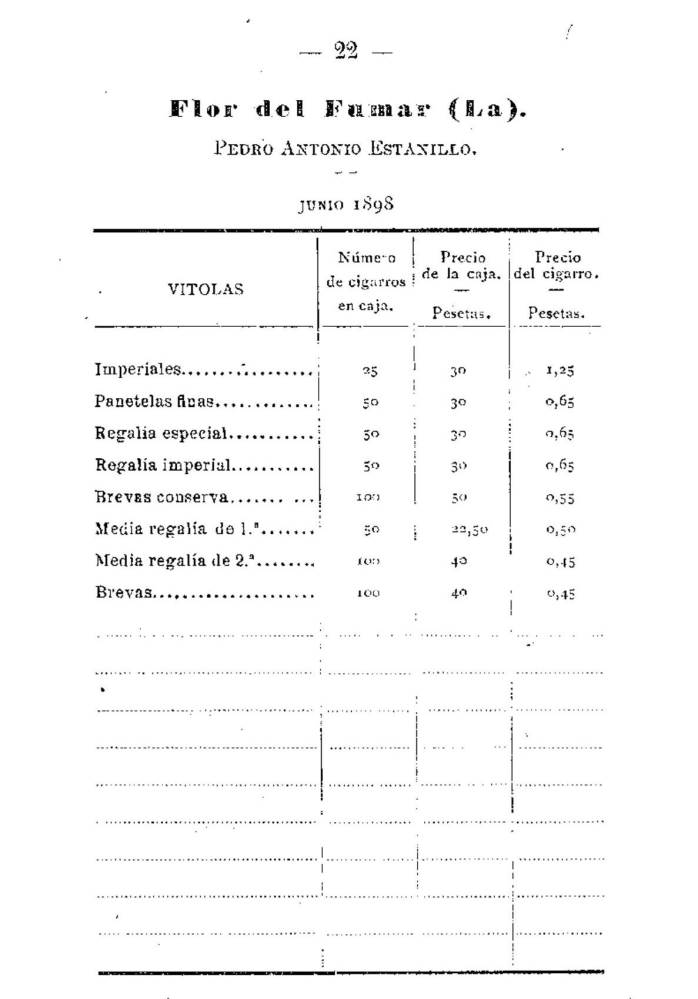 — 22 —
Flor del Fumar (La).
PEDRO ANTONIO ESTANILLO.
JUNIO 1898
VITOLAS
Número de cigarros en caja.
Precio de la caja. — Pesetas.
Precio del cigarro. — Pesetas.
Imperiales 25 30 1,25
Panetelas finas 50 30 0,65
Regalia especial 50 30 0,65
Regalía imperial 50 30 0,65
Brevas conserva 100 50 0,55
Media regalía de 1.ª 50 22,50 0,50
Media regalía de 2.ª 100 40 0,45
Brevas 100 40 0,45